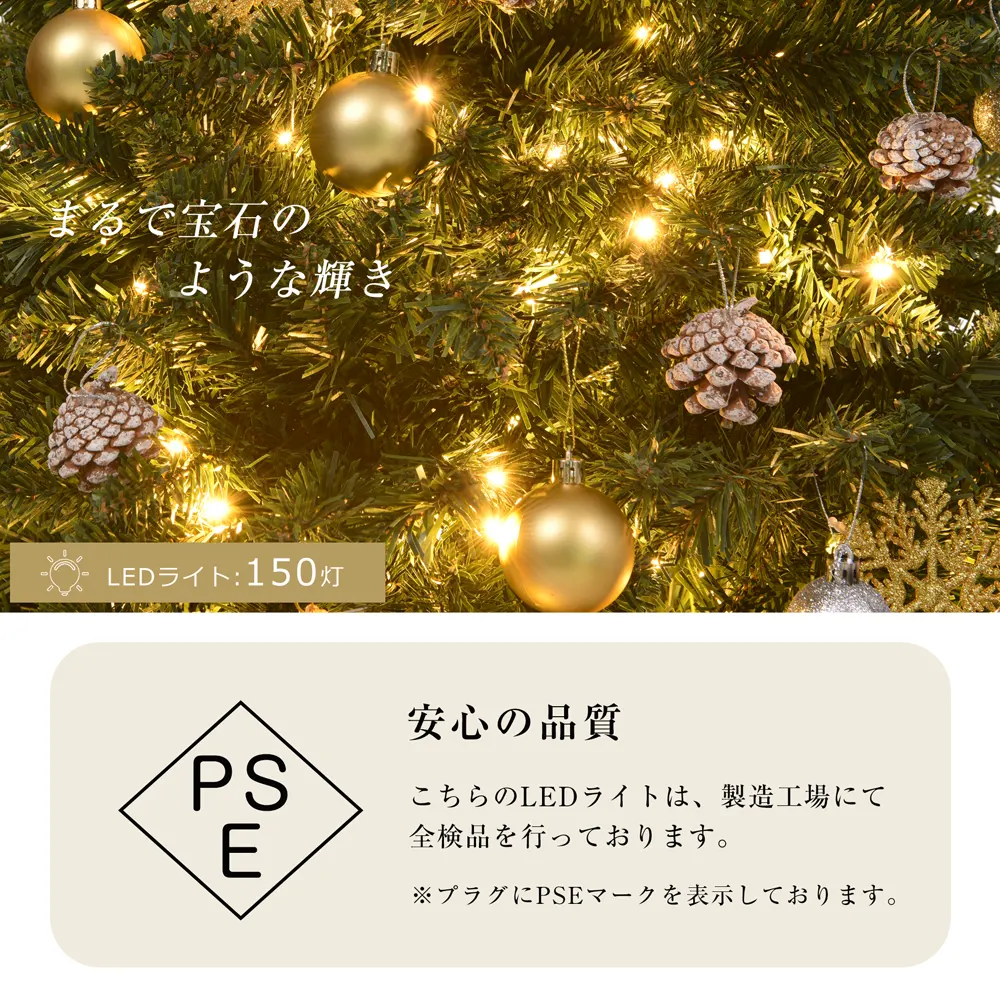 まるで宝石の
ような輝き
LEDライト:150灯
PS
E
安心の品質
こちらのLEDライトは、製造工場にて
全検品を行っております。
※プラグにPSEマークを表示しております。